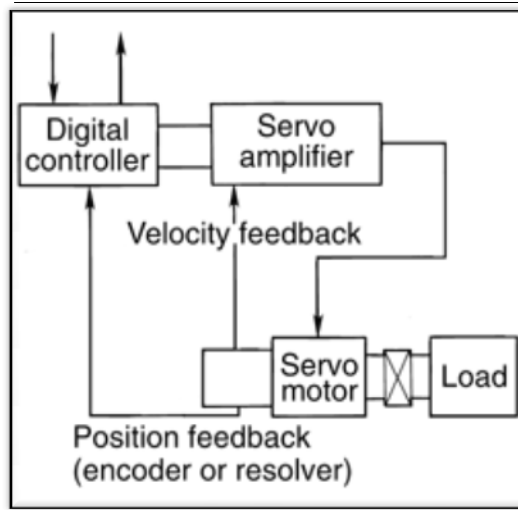 Digital
controller
Servo
amplifier
Velocity feedback
Servo
motor
Load
Position feedback
(encoder or resolver)